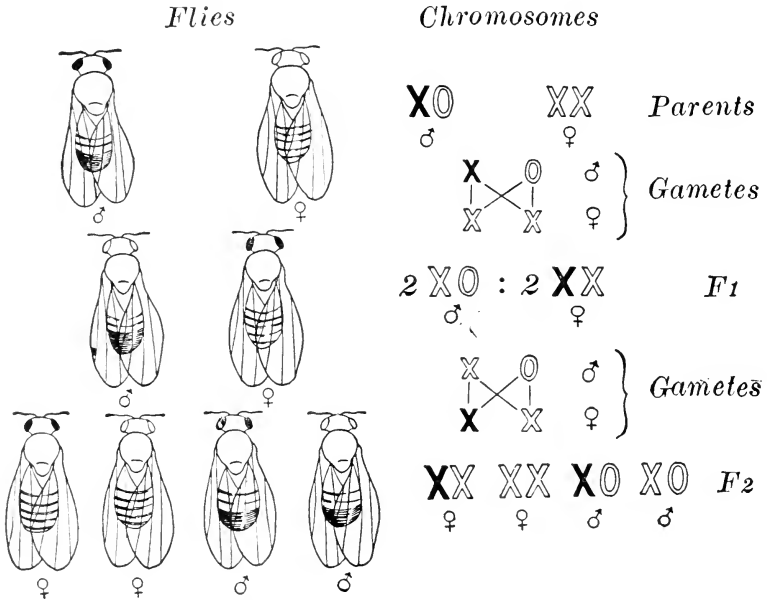 Flies Chromosomes
XO XX Parents
♂ ♀
X O ♂
Gametes
X X ♀
♂ ♀
2 XO : 2 XX F1
♂ ♀
X O ♂
Gametes
X X ♀
♂ ♀
XX XX XO XO F2
♀ ♀ ♂ ♂
♀ ♀ ♂ ♂